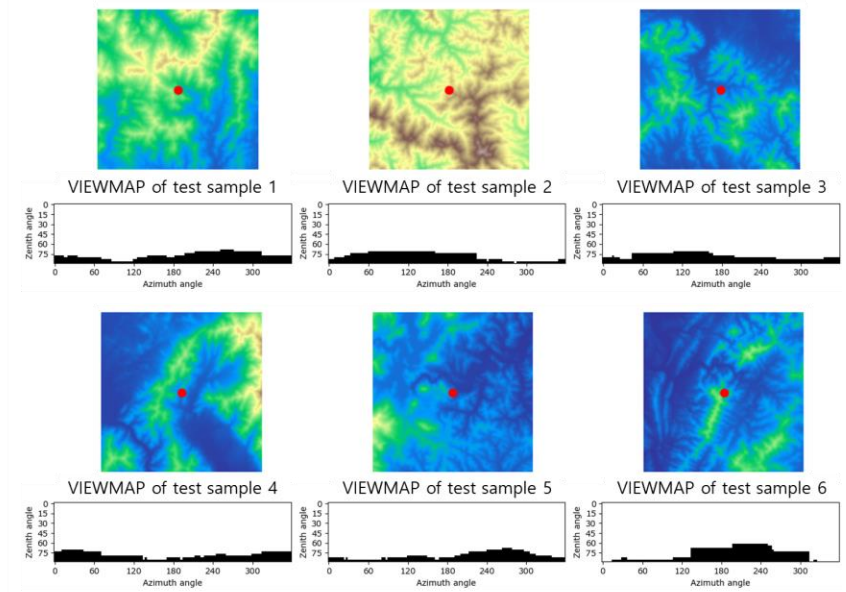 VIEWMAP of test sample 1
VIEWMAP of test sample 2
VIEWMAP of test sample 3
Zenith angle
0
15
30
45
60
75
0 60 120 180 240 300
Azimuth angle
Zenith angle
0
15
30
45
60
75
0 60 120 180 240 300
Azimuth angle
Zenith angle
0
15
30
45
60
75
0 60 120 180 240 300
Azimuth angle
VIEWMAP of test sample 4
VIEWMAP of test sample 5
VIEWMAP of test sample 6
Zenith angle
0
15
30
45
60
75
0 60 120 180 240 300
Azimuth angle
Zenith angle
0
15
30
45
60
75
0 60 120 180 240 300
Azimuth angle
Zenith angle
0
15
30
45
60
75
0 60 120 180 240 300
Azimuth angle